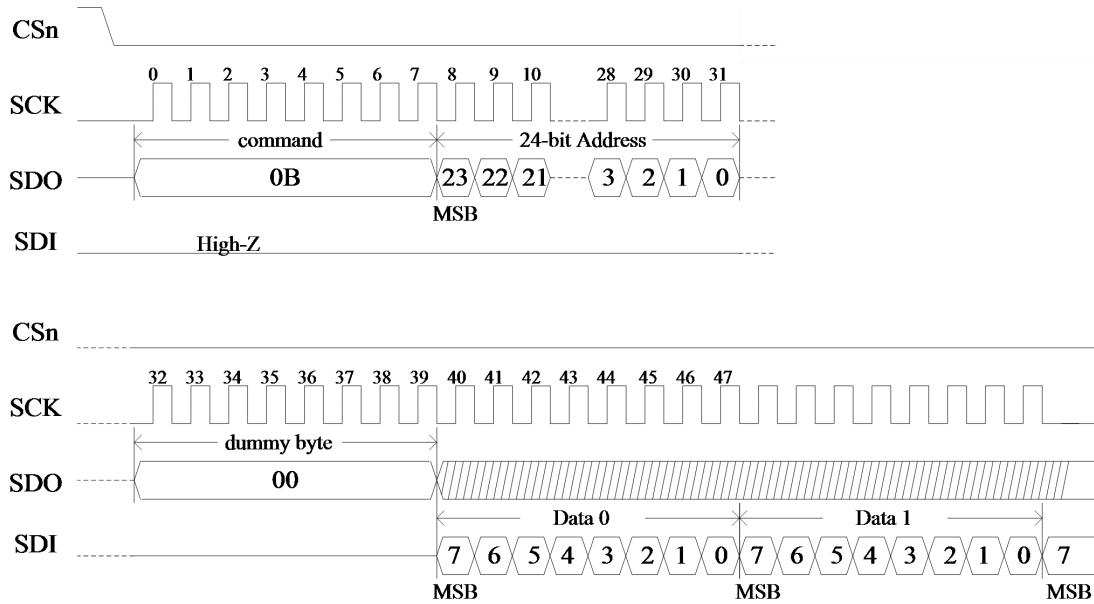 CSn
0 1 2 3 4 5 6 7 8 9 10 28 29 30 31
SCK
command 24-bit Address
SDO 0B 23 22 21 3 2 1 0
MSB
SDI High-Z
CSn
32 33 34 35 36 37 38 39 40 41 42 43 44 45 46 47
SCK
dummy byte
SDO 00
Data 0 Data 1
SDI 7 6 5 4 3 2 1 0 7 6 5 4 3 2 1 0 7
MSB MSB MSB